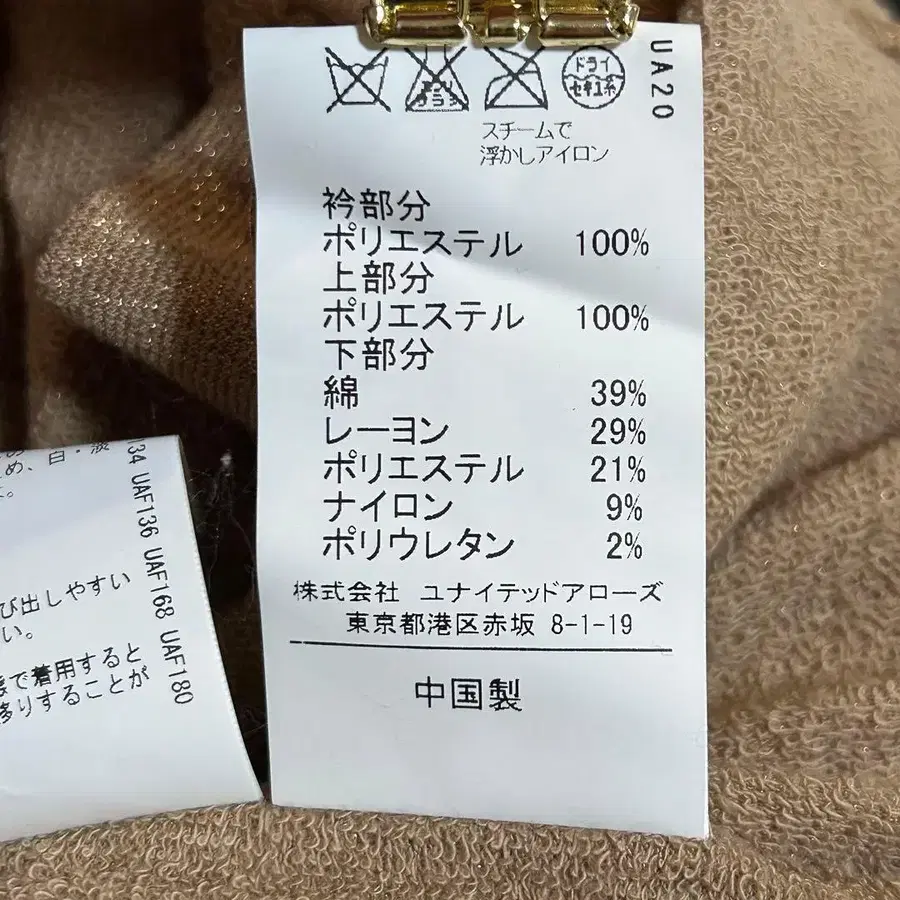 ドライ
セキユ系
UA20
スチームで
浮かしアイロン
衿部分
ポリエステル 100%
上部分
ポリエステル 100%
下部分
綿 39%
レーヨン 29%
ポリエステル 21%
ナイロン 9%
ポリウレタン 2%
株式会社 ユナイテッドアローズ
東京都港区赤坂 8-1-19
中国製
め、白・淡
。
び出しやすい
い。
で着用すると
移りすることが
134 UAF136 UAF168 UAF180